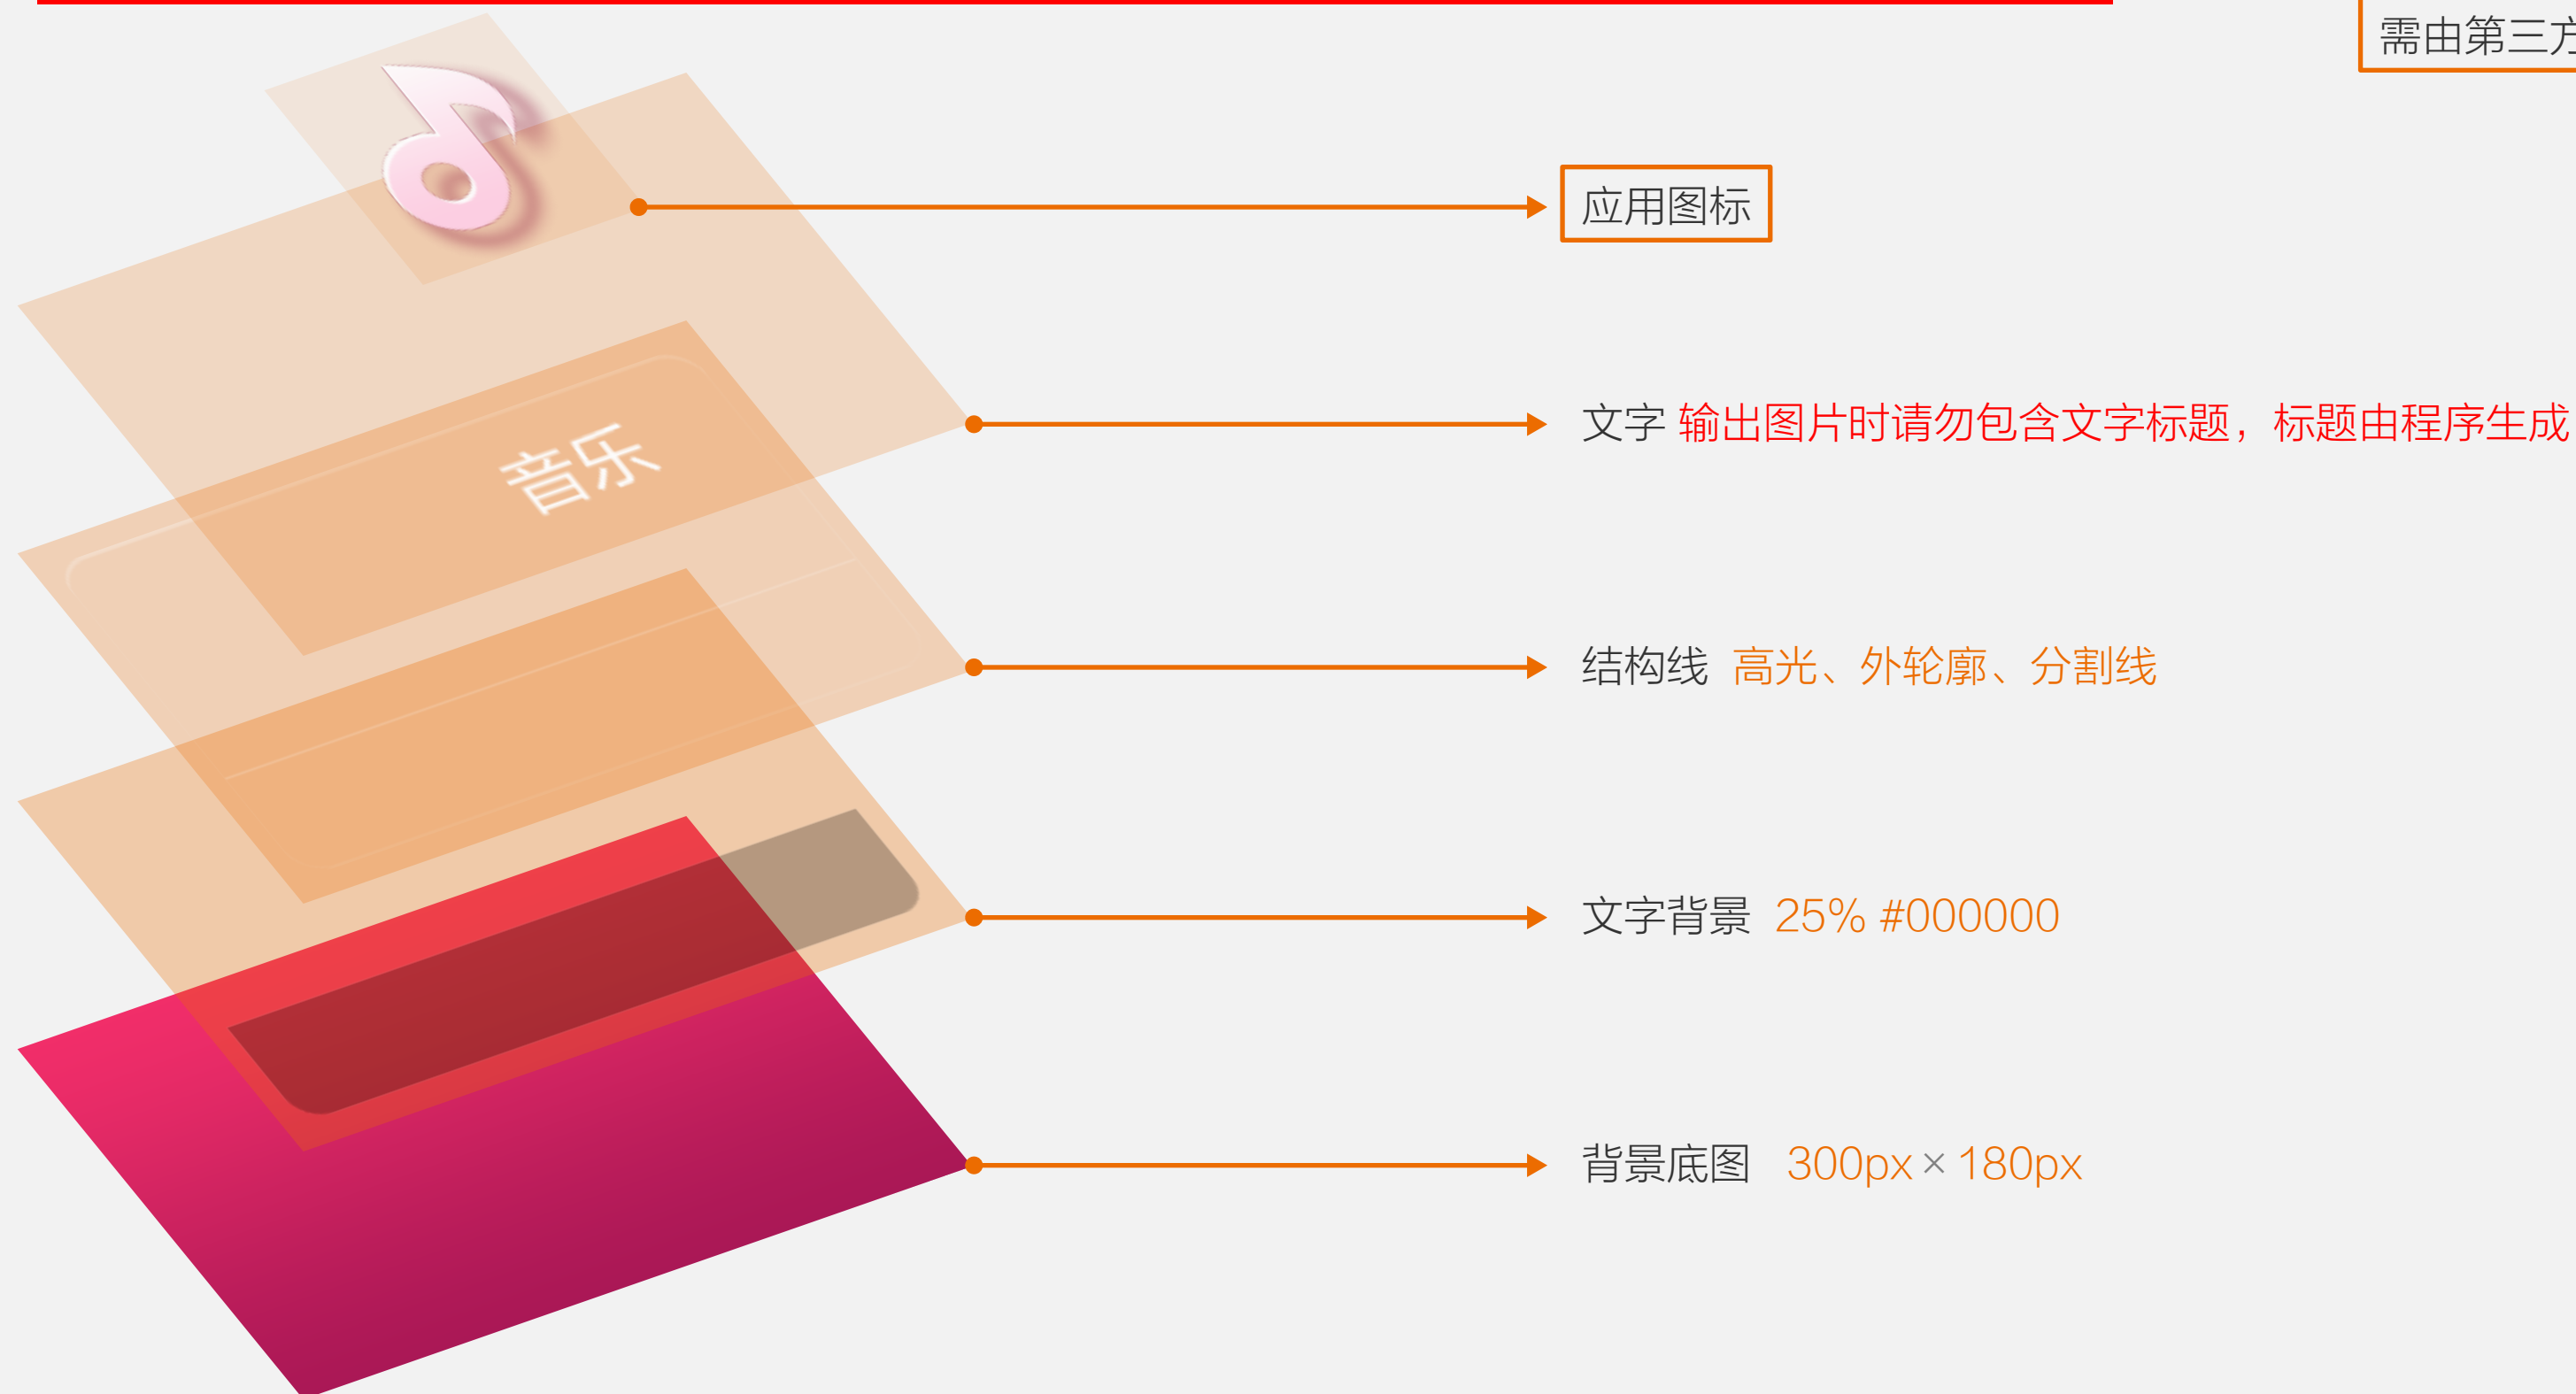 需由第三方
应用图标
文字 输出图片时请勿包含文字标题，标题由程序生成
音乐
结构线 高光、外轮廓、分割线
文字背景 25% #000000
背景底图 300px × 180px